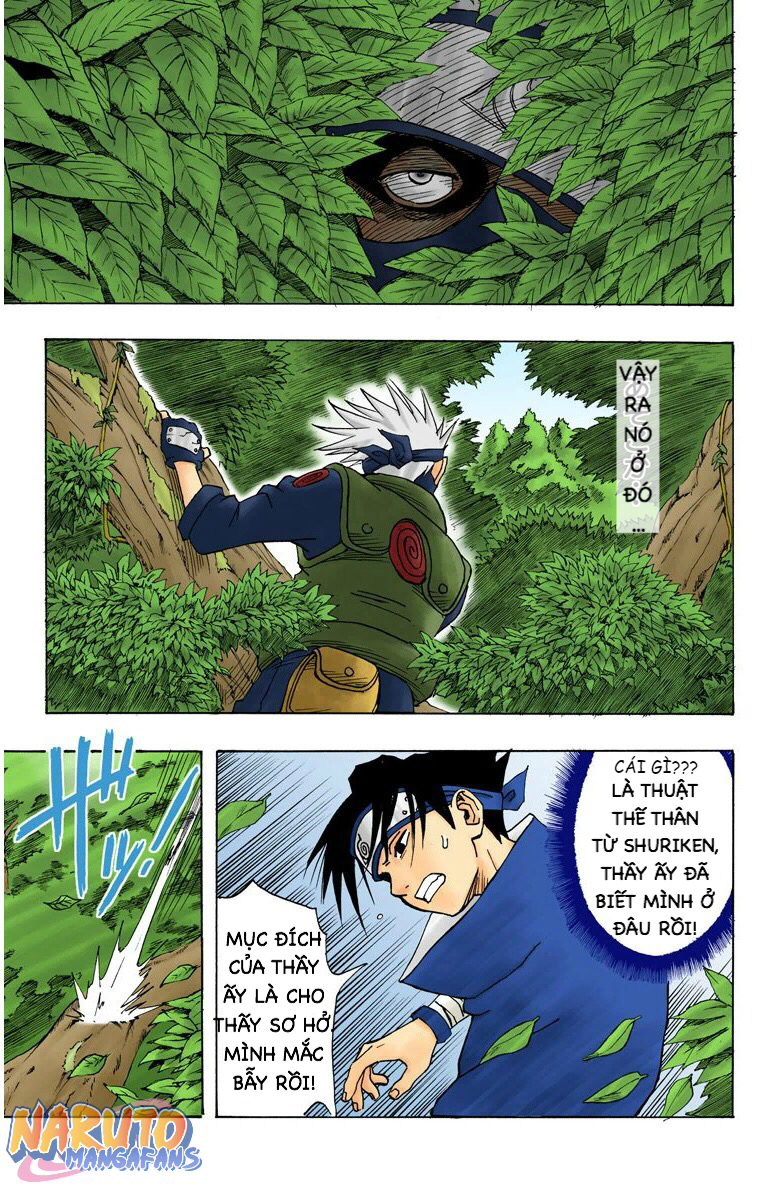 VẬY
RA
NÓ Ở
ĐÓ
...
CÁI GÌ???
LÀ THUẬT
THẾ THÂN
TỪ SHURIKEN,
THẦY ẤY ĐÃ
BIẾT MÌNH Ở
ĐÂU RỒI!
MỤC ĐÍCH
CỦA THẦY
ẤY LÀ CHO
THẤY SƠ HỞ,
MÌNH MẮC
BẪY RỒI!
NARUTO
MANGAFANS